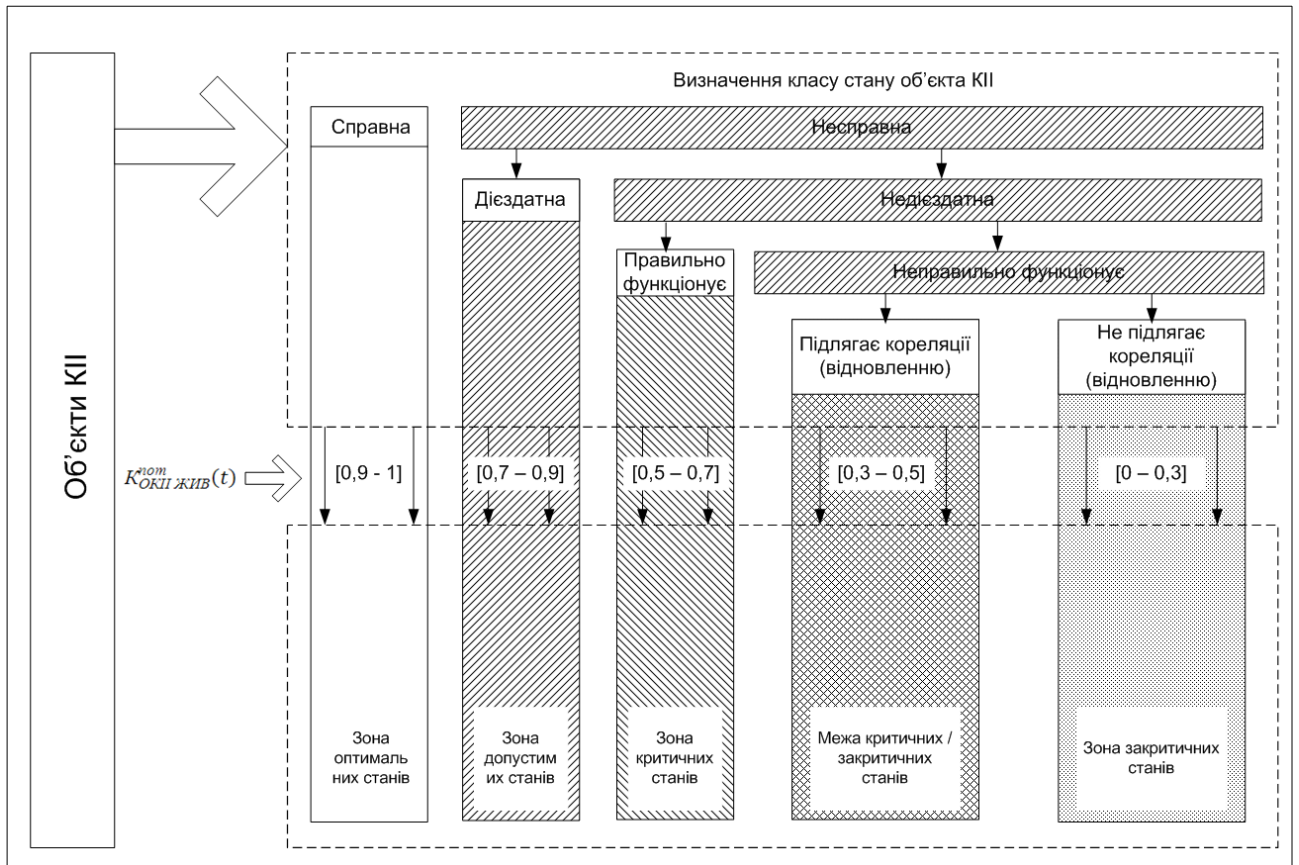 Об’єкти КІІ
Визначення класу стану об’єкта КІІ
Справна
Несправна
Дієздатна
Недієздатна
Правильно
функціонує
Неправильно функціонує
Підлягає кореляції
(відновленню)
Не підлягає
кореляції
(відновленню)
K^{nom}_{ОКІІ ЖИВ}(t)
[0,9 - 1]
[0,7 – 0,9]
[0,5 – 0,7]
[0,3 – 0,5]
[0 – 0,3]
Зона
оптималь
них станів
Зона
допустим
их станів
Зона
критичних
станів
Межа критичних /
закритичних
станів
Зона закритичних
станів